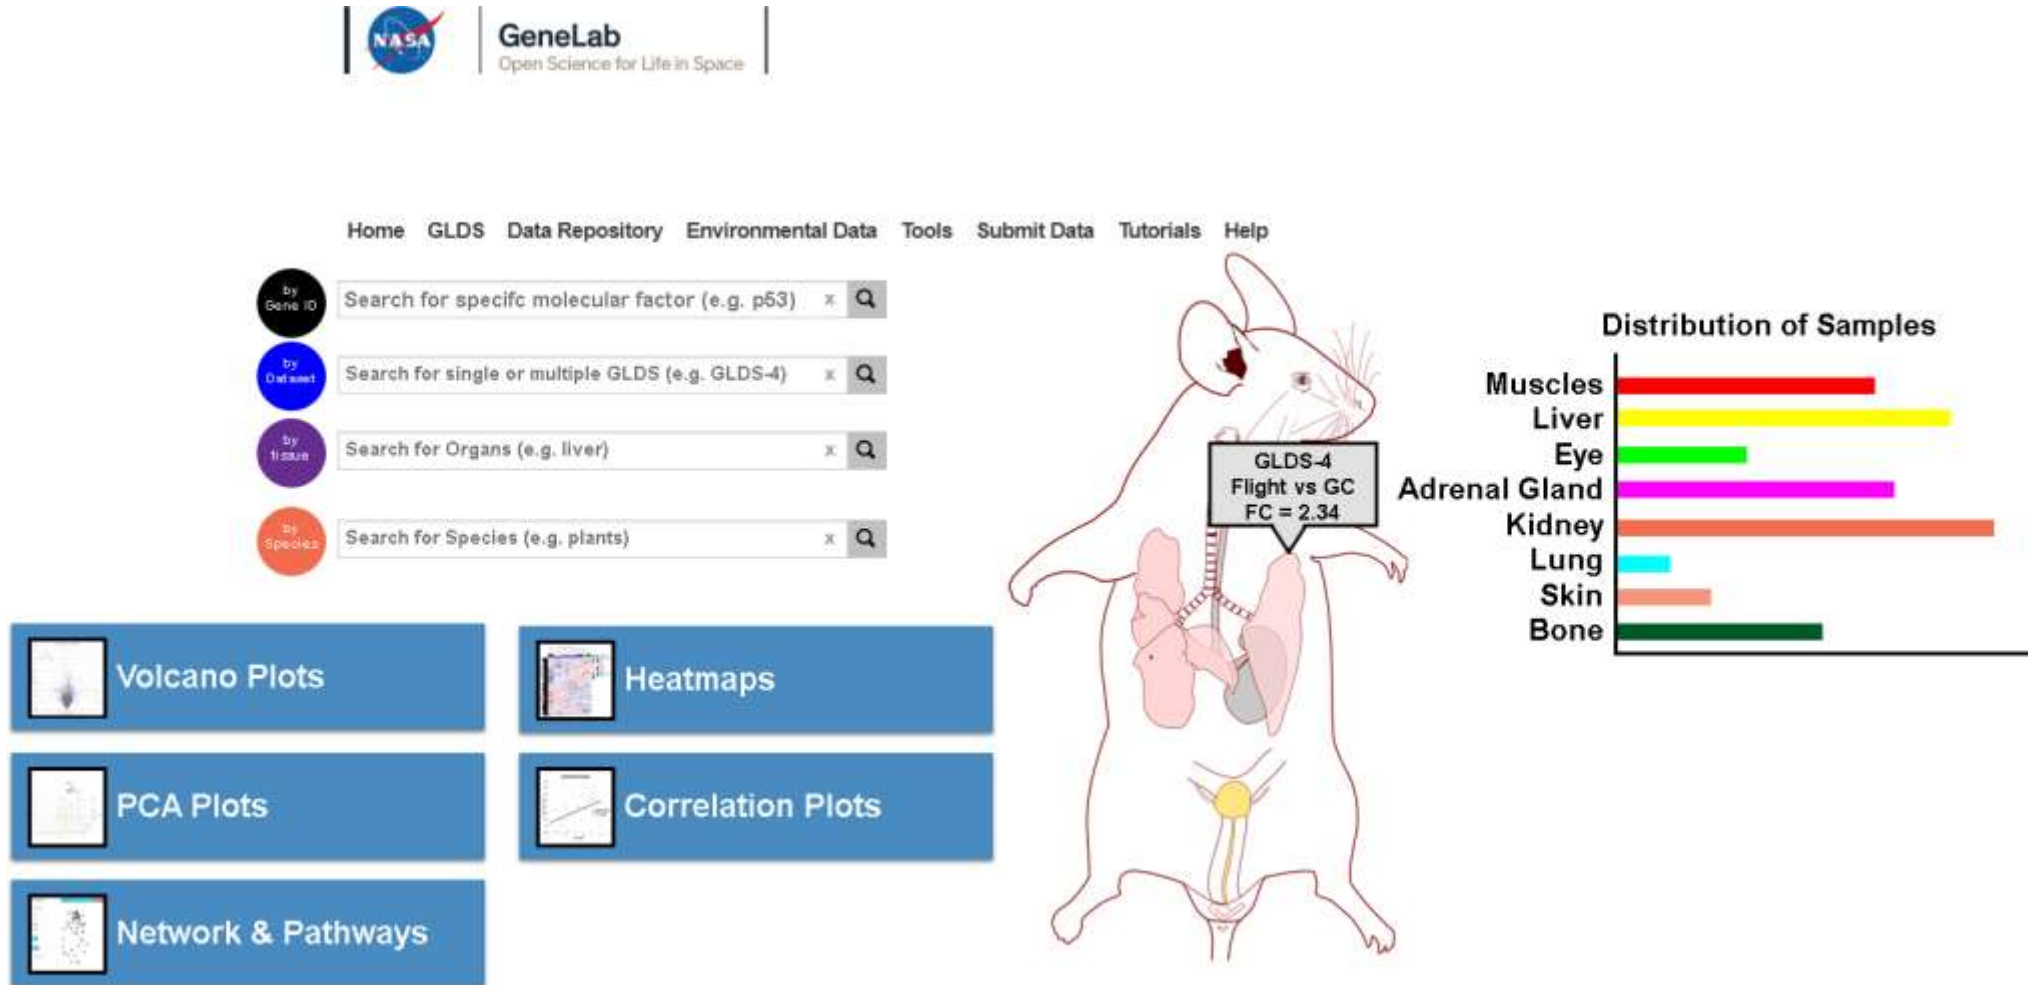 NASA
GeneLab
Open Science for Life in Space
Home GLDS Data Repository Environmental Data Tools Submit Data Tutorials Help
by
Gene ID
Search for specifc molecular factor (e.g. p53) x
by
Dataset
Search for single or multiple GLDS (e.g. GLDS-4) x
by
tissue
Search for Organs (e.g. liver) x
by
Species
Search for Species (e.g. plants) x
Volcano Plots
Heatmaps
PCA Plots
Correlation Plots
Network & Pathways
GLDS-4
Flight vs GC
FC = 2.34
Distribution of Samples
Muscles
Liver
Eye
Adrenal Gland
Kidney
Lung
Skin
Bone